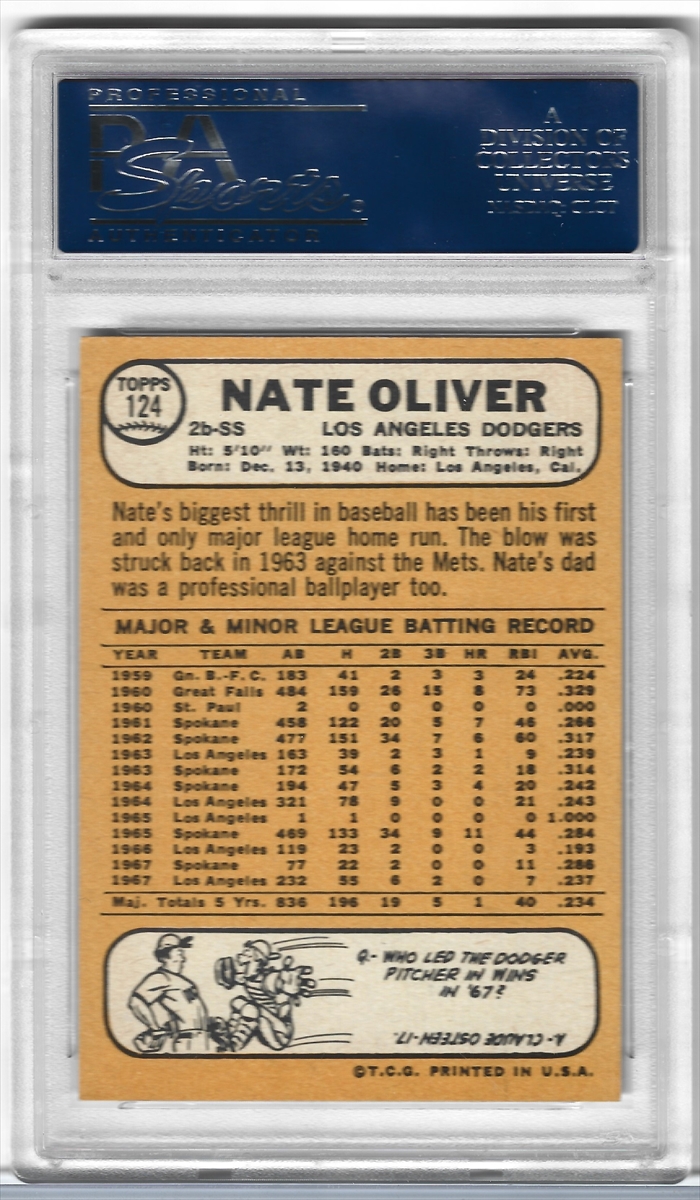 PROFESSIONAL
PSA
Sports
AUTHENTICATOR
A
DIVISION OF
COLLECTORS
UNIVERSE
NASDAQ: CLCT
TOPPS
124
NATE OLIVER
2b-SS LOS ANGELES DODGERS
Ht: 5'10" Wt: 160 Bats: Right Throws: Right
Born: Dec. 13, 1940 Home: Los Angeles, Cal.
Nate's biggest thrill in baseball has been his first
and only major league home run. The blow was
struck back in 1963 against the Mets. Nate's dad
was a professional ballplayer too.
MAJOR & MINOR LEAGUE BATTING RECORD
YEAR TEAM AB H 2B 3B HR RBI AVG.
1959 Gn. B.-F. C. 183 41 2 3 3 24 .224
1960 Great Falls 484 159 26 15 8 73 .329
1960 St. Paul 2 0 0 0 0 0 .000
1961 Spokane 458 122 20 5 7 46 .266
1962 Spokane 477 151 34 7 6 60 .317
1963 Los Angeles 163 39 2 3 1 9 .239
1963 Spokane 172 54 6 2 2 18 .314
1964 Spokane 194 47 5 3 4 20 .242
1964 Los Angeles 321 78 9 0 0 21 .243
1965 Los Angeles 1 1 0 0 0 0 1.000
1965 Spokane 469 133 34 9 11 44 .284
1966 Los Angeles 119 23 2 0 0 3 .193
1967 Spokane 77 22 2 0 0 11 .286
1967 Los Angeles 232 55 6 2 0 7 .237
Maj. Totals 5 Yrs. 836 196 19 5 1 40 .234
Q.- WHO LED THE DODGER
PITCHER IN WINS
IN '67?
A- CLAUDE OSTEEN-17.
©T.C.G. PRINTED IN U.S.A.